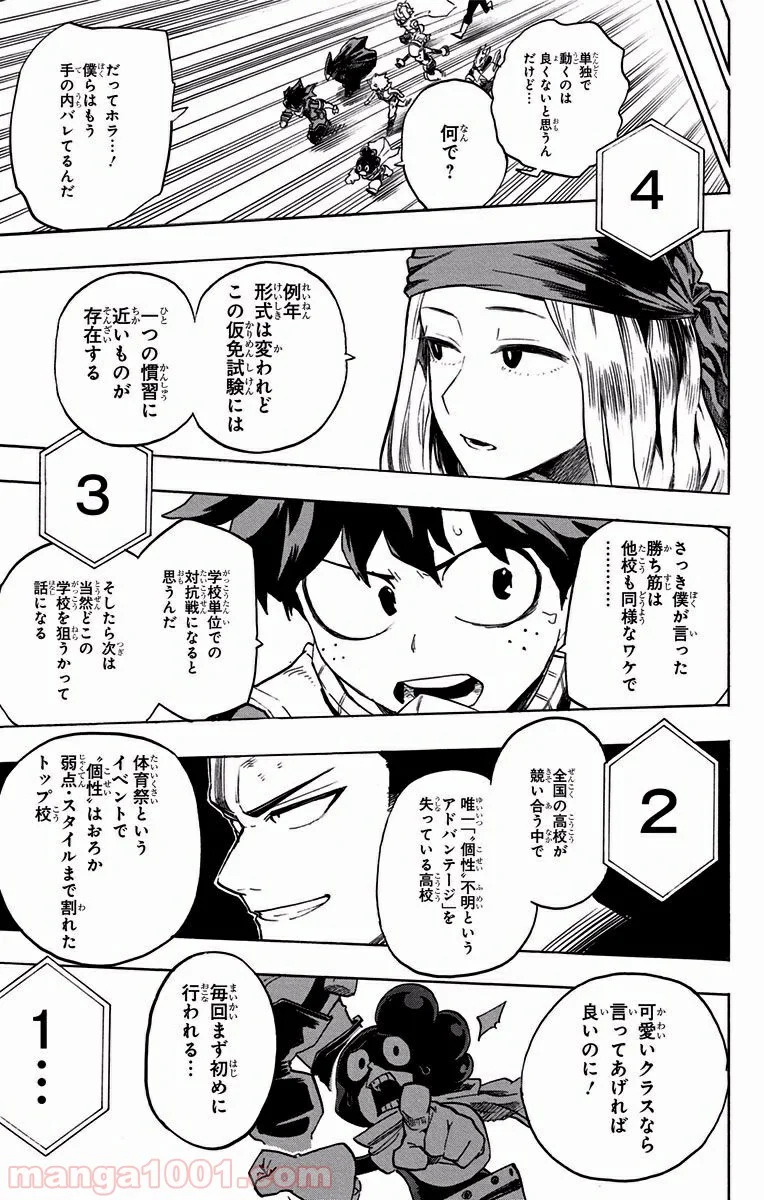 単独で
動くのは
良くないと思うん
だけど…
何で？
だってホラ…！
僕らはもう
手の内バレてるんだ
4
例年
形式は変われど
この仮免試験には
一つの慣習に
近いものが
存在する
3
さっき僕が言った
勝ち筋は
他校も同様なワケで
…………
学校単位での
対抗戦になると
思うんだ
そしたら次は
当然どこの
学校を狙うかって
話になる
2
全国の高校が
競い合う中で
唯一「“個性”不明という
アドバンテージ」を
失っている高校
体育祭という
イベントで
“個性”はおろか
弱点・スタイルまで割れた
トップ校
可愛いクラスなら
言ってあげれば
良いのに！
毎回まず初めに
行われる…
1…
manga1001.com